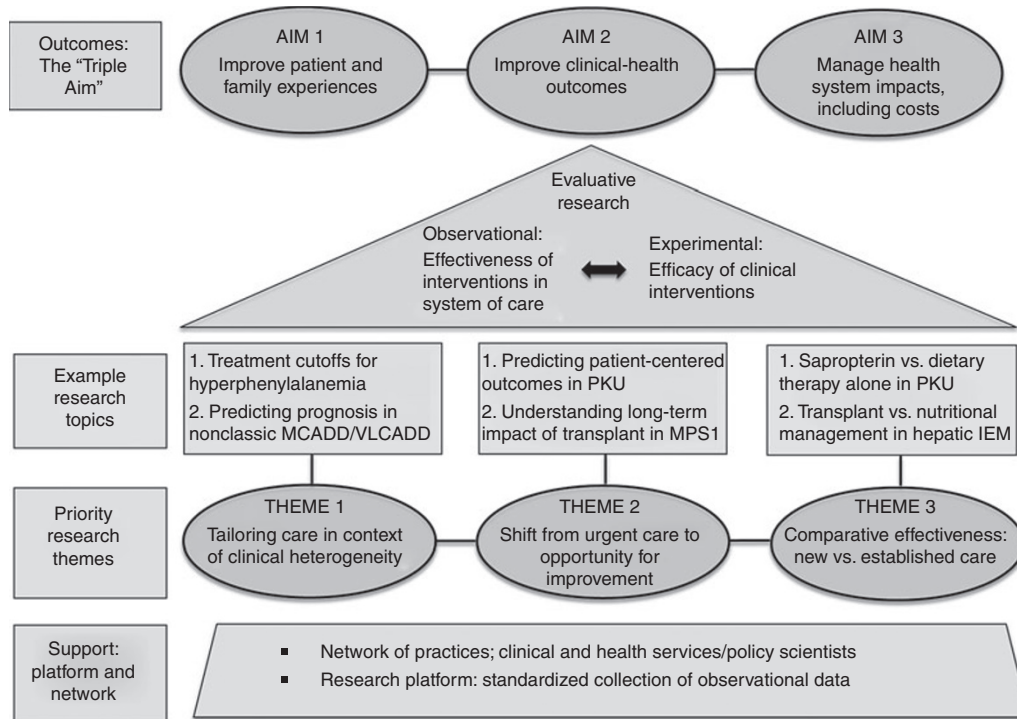 Outcomes:
The “Triple
Aim”
AIM 1
Improve patient and
family experiences
AIM 2
Improve clinical-health
outcomes
AIM 3
Manage health
system impacts,
including costs
Evaluative
research
Observational:
Effectiveness of
interventions in
system of care
Experimental:
Efficacy of clinical
interventions
Example
research
topics
1. Treatment cutoffs for
hyperphenylalanemia
2. Predicting prognosis in
nonclassic MCADD/VLCADD
1. Predicting patient-centered
outcomes in PKU
2. Understanding long-term
impact of transplant in MPS1
1. Sapropterin vs. dietary
therapy alone in PKU
2. Transplant vs. nutritional
management in hepatic IEM
Priority
research
themes
THEME 1
Tailoring care in context
of clinical heterogeneity
THEME 2
Shift from urgent care to
opportunity for
improvement
THEME 3
Comparative effectiveness:
new vs. established care
Support:
platform and
network
▪ Network of practices; clinical and health services/policy scientists
▪ Research platform: standardized collection of observational data